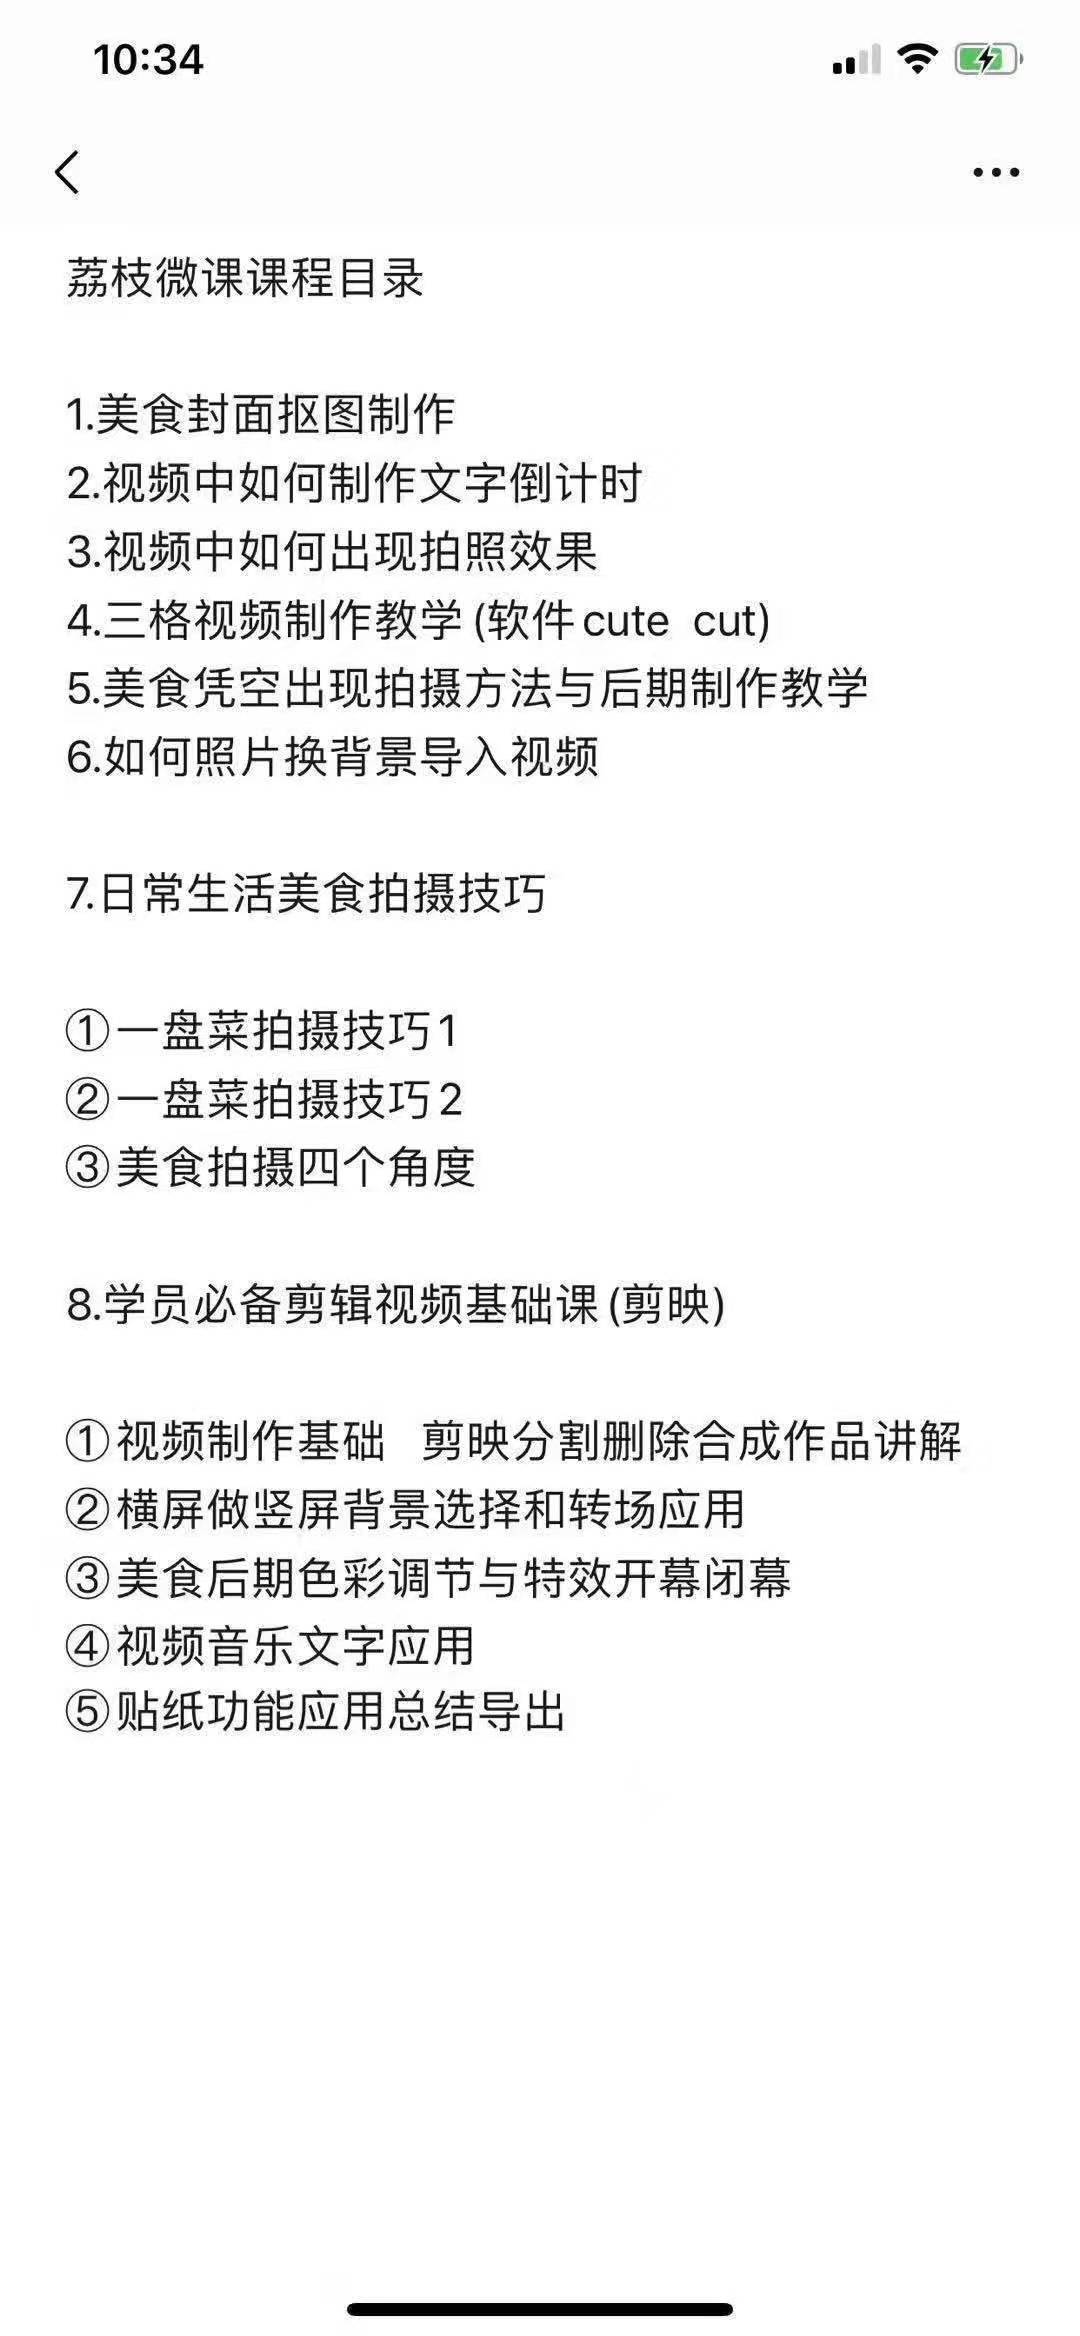 10:34
荔枝微课课程目录
1.美食封面抠图制作
2.视频中如何制作文字倒计时
3.视频中如何出现拍照效果
4.三格视频制作教学(软件cute  cut)
5.美食凭空出现拍摄方法与后期制作教学
6.如何照片换背景导入视频
7.日常生活美食拍摄技巧
①一盘菜拍摄技巧1
②一盘菜拍摄技巧2
③美食拍摄四个角度
8.学员必备剪辑视频基础课(剪映)
①视频制作基础  剪映分割删除合成作品讲解
②横屏做竖屏背景选择和转场应用
③美食后期色彩调节与特效开幕闭幕
④视频音乐文字应用
⑤贴纸功能应用总结导出